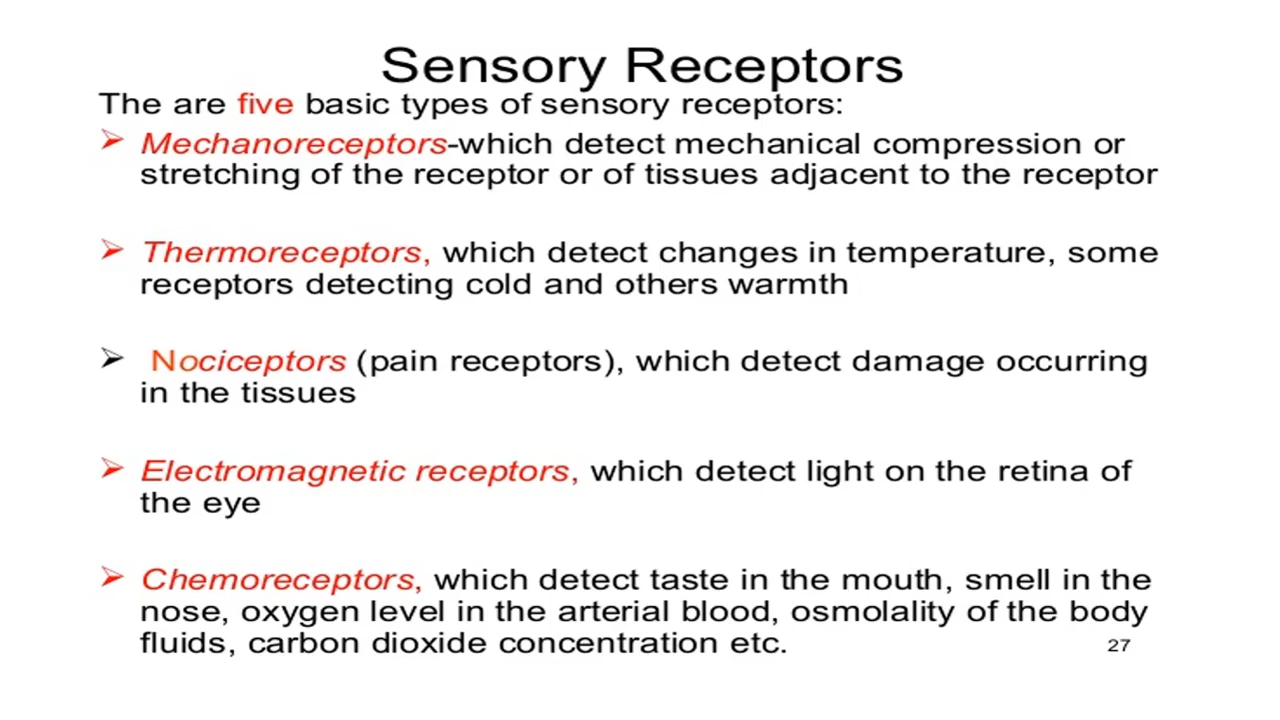 Sensory Receptors
The are five basic types of sensory receptors:
➢ Mechanoreceptors-which detect mechanical compression or
stretching of the receptor or of tissues adjacent to the receptor
➢ Thermoreceptors, which detect changes in temperature, some
receptors detecting cold and others warmth
➢ Nociceptors (pain receptors), which detect damage occurring
in the tissues
➢ Electromagnetic receptors, which detect light on the retina of
the eye
➢ Chemoreceptors, which detect taste in the mouth, smell in the
nose, oxygen level in the arterial blood, osmolality of the body
fluids, carbon dioxide concentration etc.
27